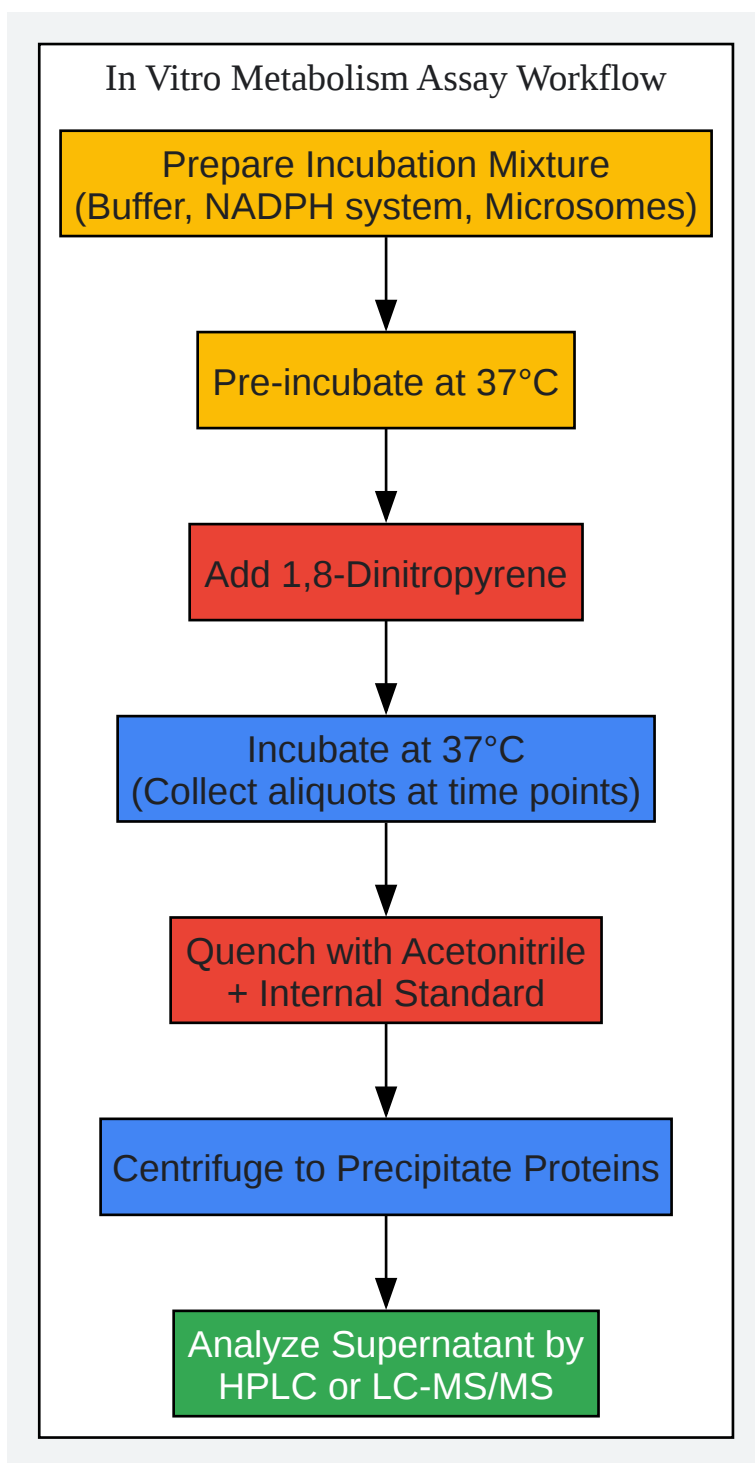 In Vitro Metabolism Assay Workflow
Prepare Incubation Mixture
(Buffer, NADPH system, Microsomes)
Pre-incubate at 37°C
Add 1,8-Dinitropyrene
Incubate at 37°C
(Collect aliquots at time points)
Quench with Acetonitrile
+ Internal Standard
Centrifuge to Precipitate Proteins
Analyze Supernatant by
HPLC or LC-MS/MS